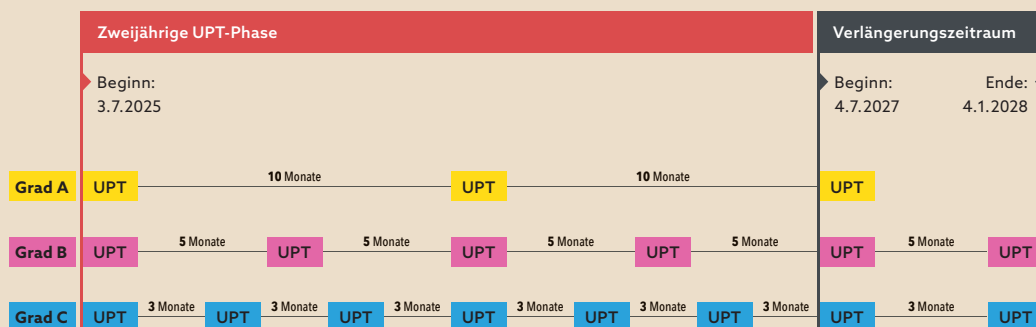 Zweijährige UPT-Phase
Verlängerungszeitraum
Beginn:
3.7.2025
Beginn:
4.7.2027
Ende:
4.1.2028
Grad A UPT 10 Monate UPT 10 Monate UPT
Grad B UPT 5 Monate UPT 5 Monate UPT 5 Monate UPT 5 Monate UPT 5 Monate UPT
Grad C UPT 3 Monate UPT 3 Monate UPT 3 Monate UPT 3 Monate UPT 3 Monate UPT 3 Monate UPT 3 Monate UPT